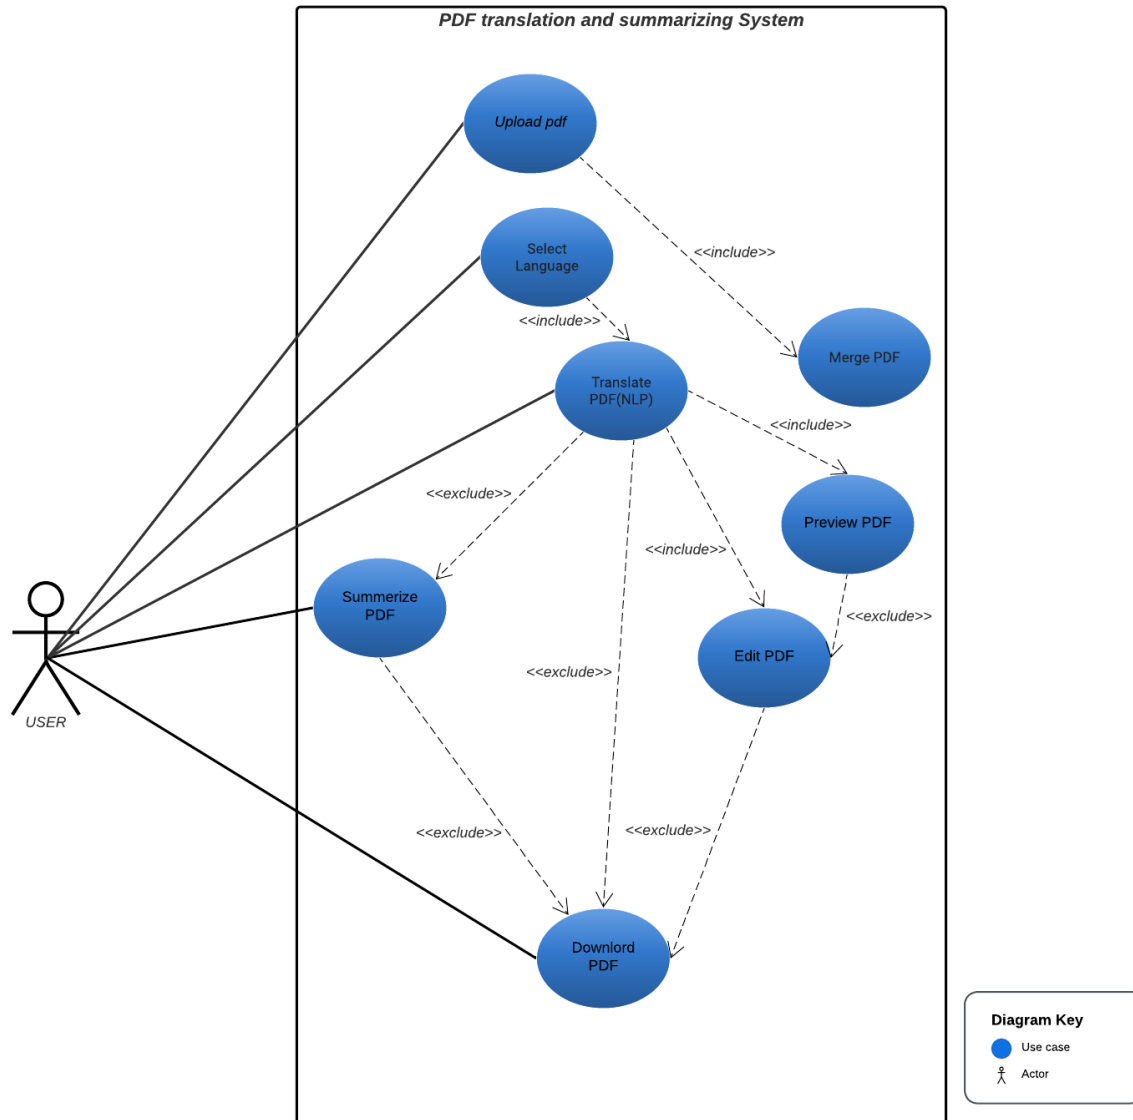 PDF translation and summarizing System
Upload pdf
Select
Language
<<include>>
<<include>>
Merge PDF
Translate
PDF(NLP)
<<include>>
<<exclude>>
Preview PDF
<<include>>
Summerize
PDF
<<exclude>>
Edit PDF
<<exclude>>
USER
<<exclude>>
<<exclude>>
Downlord
PDF
Diagram Key
Use case
Actor